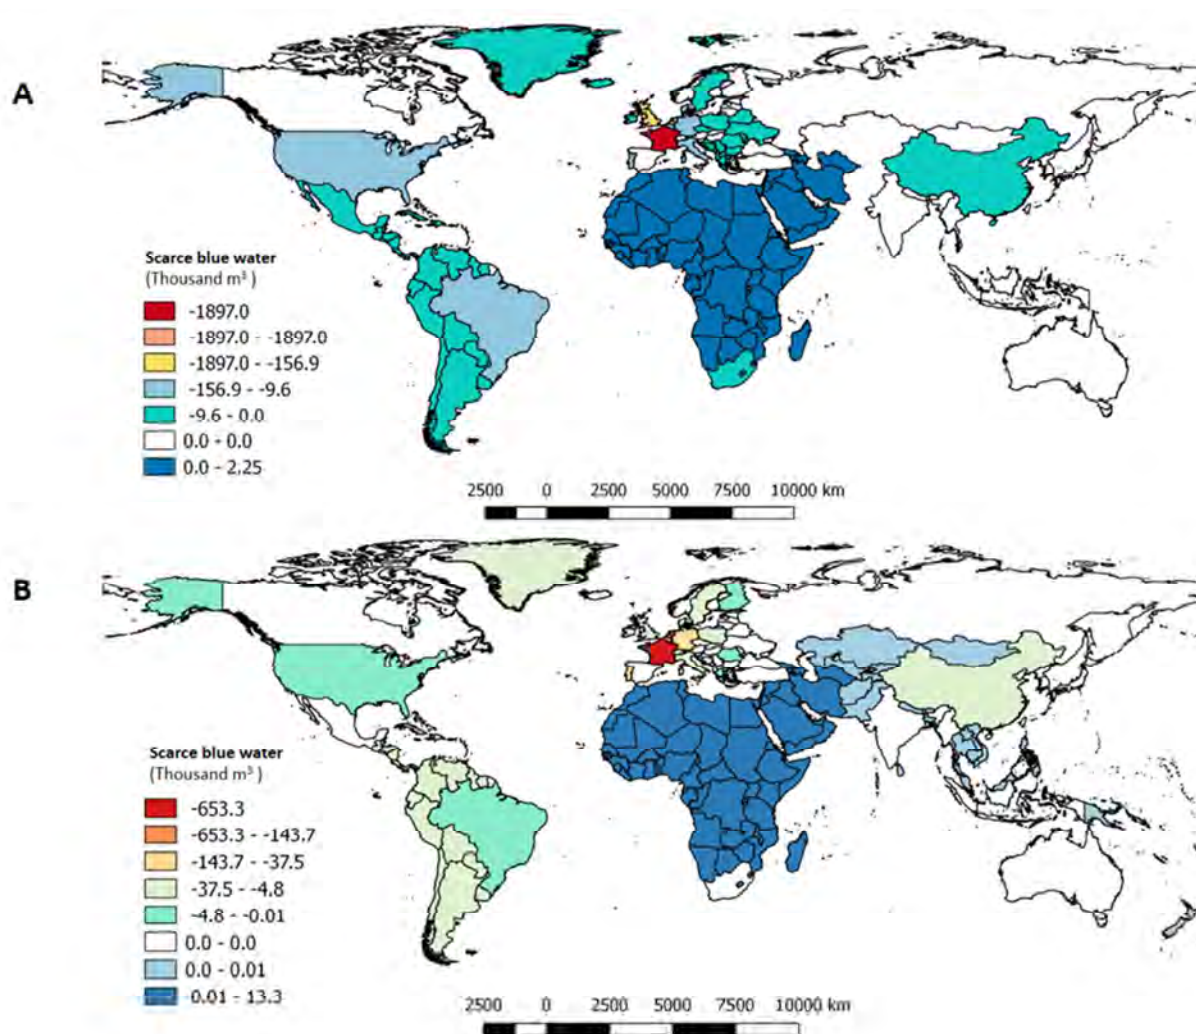 A
Scarce blue water
(Thousand m³ )
-1897.0
-1897.0 - -1897.0
-1897.0 - -156.9
-156.9 - -9.6
-9.6 - 0.0
0.0 - 0.0
0.0 - 2.25
2500 0 2500 5000 7500 10000 km
B
Scarce blue water
(Thousand m³ )
-653.3
-653.3 - -143.7
-143.7 - -37.5
-37.5 - -4.8
-4.8 - -0.01
0.0 - 0.0
0.0 - 0.01
0.01 - 13.3
2500 0 2500 5000 7500 10000 km